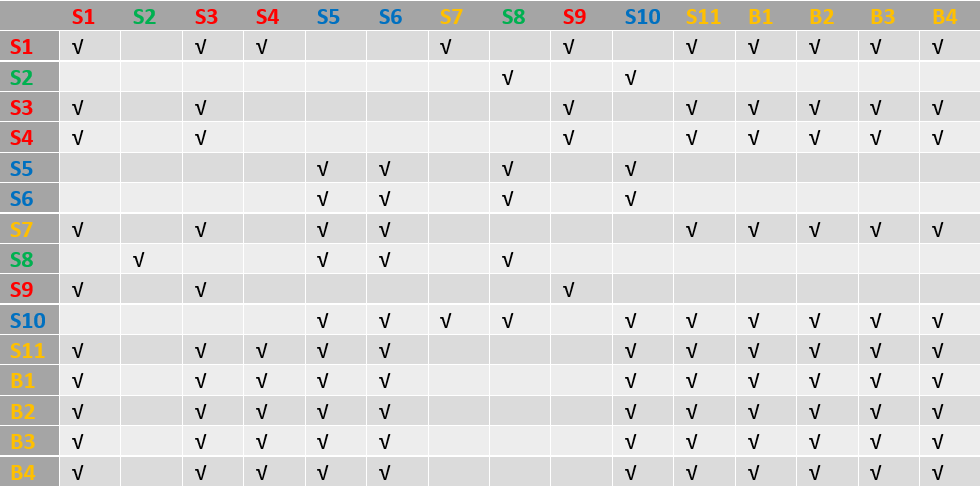 S1 S2 S3 S4 S5 S6 S7 S8 S9 S10 S11 B1 B2 B3 B4
S1 √ √ √ √ √ √ √ √ √ √
S2 √ √
S3 √ √ √ √ √ √ √ √
S4 √ √ √ √ √ √ √ √
S5 √ √ √ √
S6 √ √ √ √
S7 √ √ √ √ √ √ √ √ √
S8 √ √ √ √
S9 √ √ √
S10 √ √ √ √ √ √ √ √ √ √
S11 √ √ √ √ √ √ √ √ √ √ √
B1 √ √ √ √ √ √ √ √ √ √ √
B2 √ √ √ √ √ √ √ √ √ √ √
B3 √ √ √ √ √ √ √ √ √ √ √
B4 √ √ √ √ √ √ √ √ √ √ √